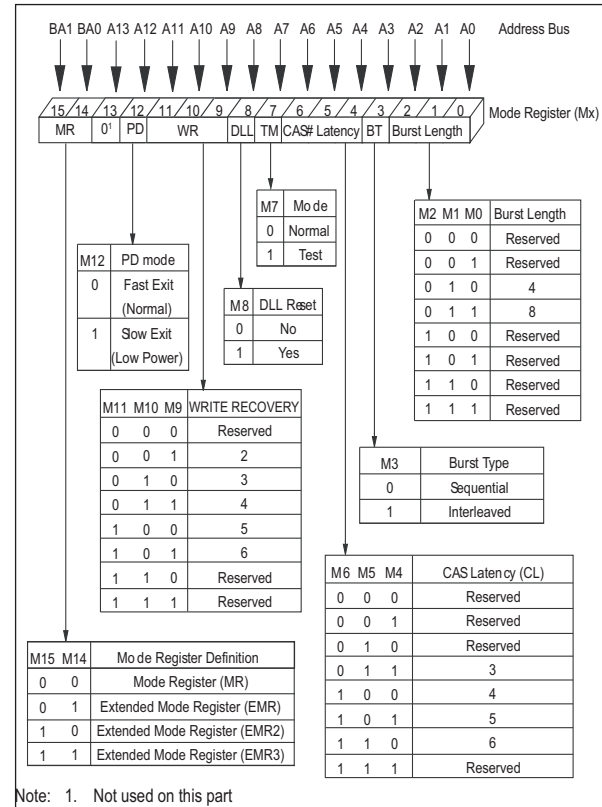 BA1 BA0 A13 A12 A11 A10 A9 A8 A7 A6 A5 A4 A3 A2 A1 A0 Address Bus
15 14 13 12 11 10 9 8 7 6 5 4 3 2 1 0 Mode Register (Mx)
MR 0¹ PD WR DLL TM CAS# Latency BT Burst Length
M7 Mode
0 Normal
1 Test
M2 M1 M0 Burst Length
0 0 0 Reserved
0 0 1 Reserved
0 1 0 4
0 1 1 8
1 0 0 Reserved
1 0 1 Reserved
1 1 0 Reserved
1 1 1 Reserved
M12 PD mode
0 Fast Exit
(Normal)
1 Slow Exit
(Low Power)
M8 DLL Reset
0 No
1 Yes
M11 M10 M9 WRITE RECOVERY
0 0 0 Reserved
0 0 1 2
0 1 0 3
0 1 1 4
1 0 0 5
1 0 1 6
1 1 0 Reserved
1 1 1 Reserved
M3 Burst Type
0 Sequential
1 Interleaved
M6 M5 M4 CAS Latency (CL)
0 0 0 Reserved
0 0 1 Reserved
0 1 0 Reserved
0 1 1 3
1 0 0 4
1 0 1 5
1 1 0 6
1 1 1 Reserved
M15 M14 Mode Register Definition
0 0 Mode Register (MR)
0 1 Extended Mode Register (EMR)
1 0 Extended Mode Register (EMR2)
1 1 Extended Mode Register (EMR3)
Note: 1. Not used on this part